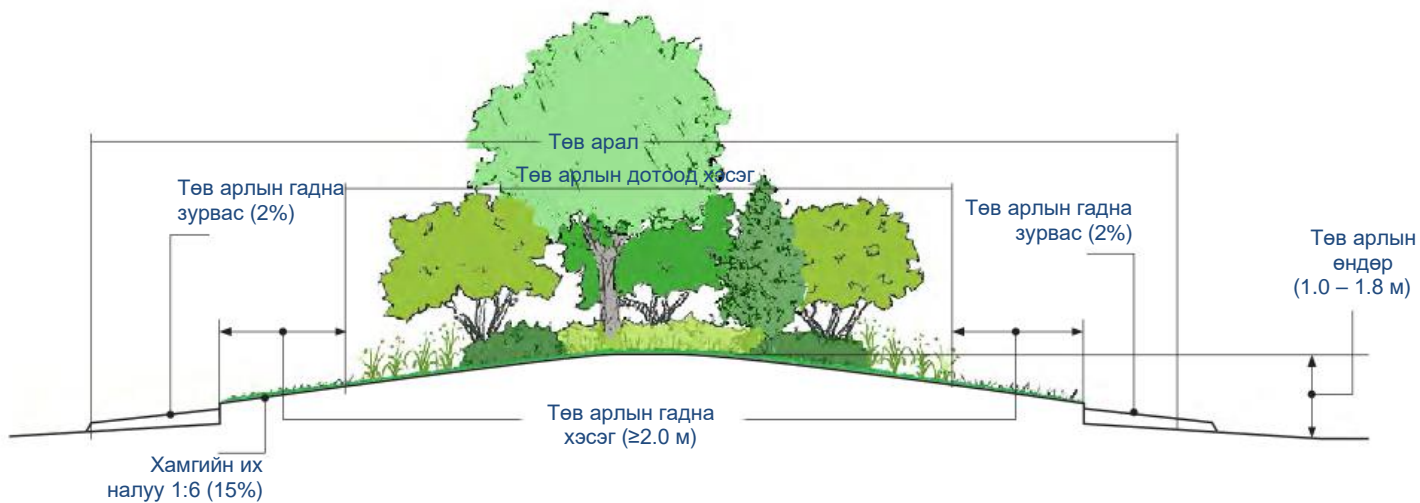 Төв арал
Төв арлын дотоод хэсэг
Төв арлын гадна
зурвас (2%)
Төв арлын гадна
зурвас (2%)
Төв арлын
өндөр
(1.0 – 1.8 м)
Төв арлын гадна
хэсэг (≥2.0 м)
Хамгийн их
налуу 1:6 (15%)